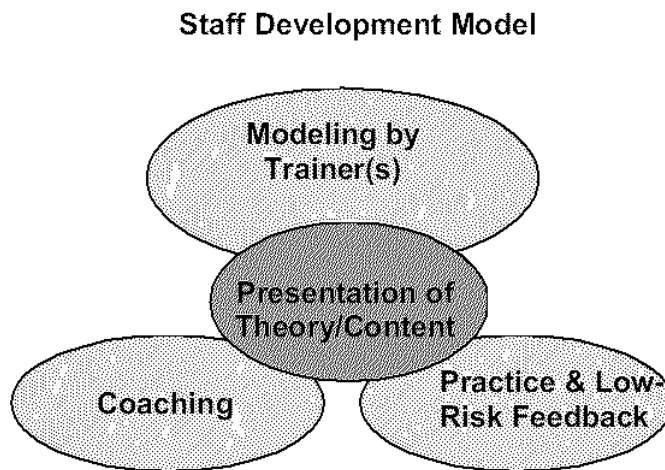 Staff Development Model
Modeling by
Trainer(s)
Presentation of
Theory/Content
Coaching
Practice & Low-
Risk Feedback